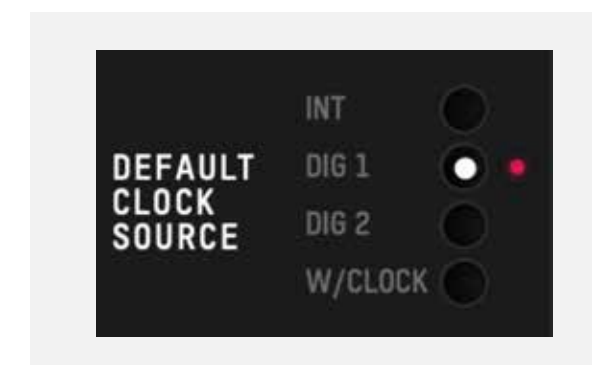 DEFAULT
CLOCK
SOURCE
INT
DIG 1
DIG 2
W/CLOCK